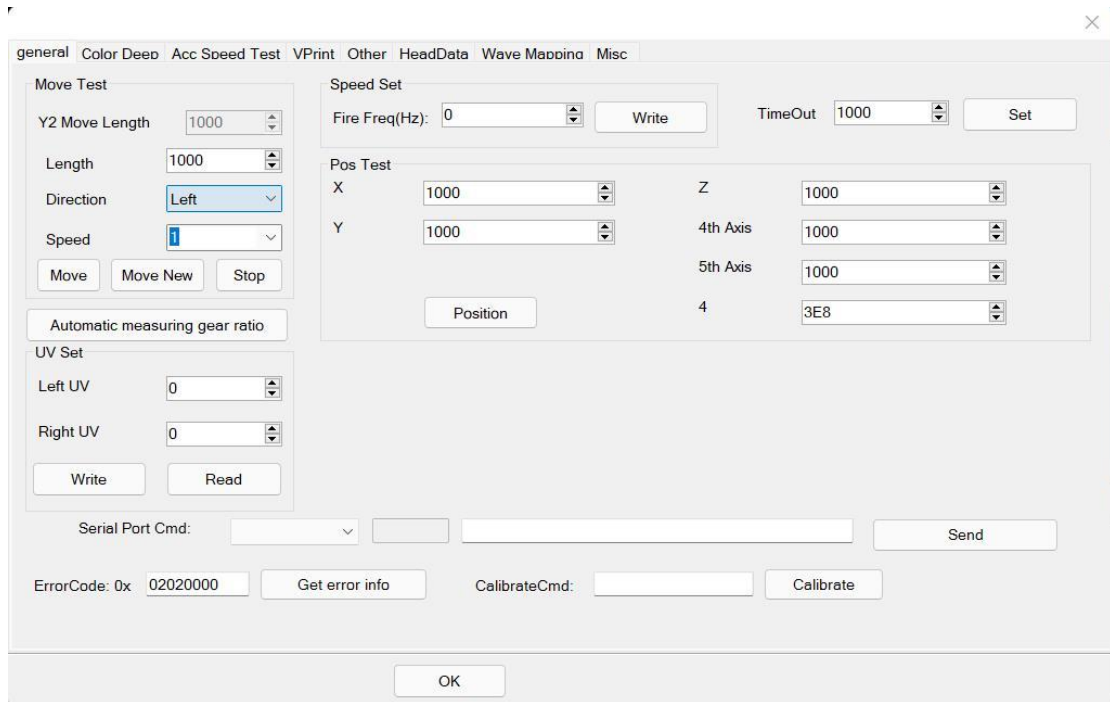 general Color Deep Acc Speed Test VPrint Other HeadData Wave Mapping Misc
Move Test
Y2 Move Length 1000
Length 1000
Direction Left
Speed 1
Move Move New Stop
Automatic measuring gear ratio
Speed Set
Fire Freq(Hz): 0 Write
TimeOut 1000 Set
Pos Test
X 1000
Y 1000
Position
Z 1000
4th Axis 1000
5th Axis 1000
4 3E8
UV Set
Left UV 0
Right UV 0
Write Read
Serial Port Cmd: Send
ErrorCode: 0x 02020000 Get error info CalibrateCmd: Calibrate
OK